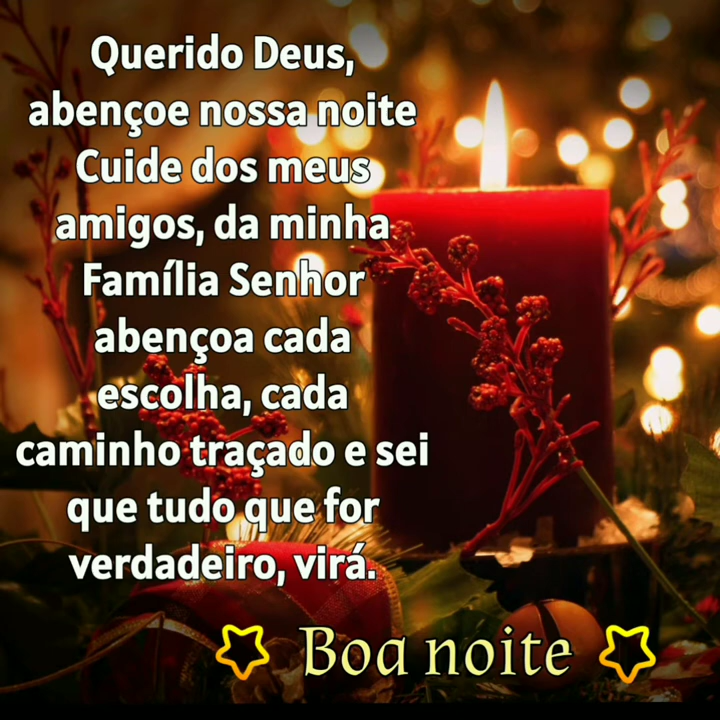 Querido Deus,
abençoe nossa noite
Cuide dos meus
amigos, da minha
Família Senhor
abençoa cada
escolha, cada
caminho traçado e sei
que tudo que for
verdadeiro, virá.
Boa noite